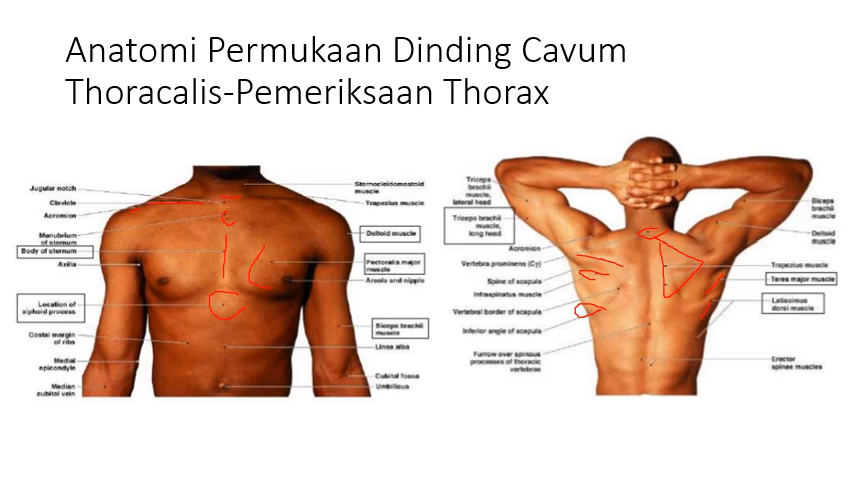 Anatomi Permukaan Dinding Cavum
Thoracalis-Pemeriksaan Thorax
Jugular notch
Clavicle
Acromion
Manubrium
of sternum
Body of sternum
Axilla
Location of
xiphoid process
Costal margin
of ribs
Medial
epicondyle
Median
cubital vein
Sternocleidomastoid
muscle
Trapezius muscle
Deltoid muscle
Pectoralis major
muscle
Areola and nipple
Biceps brachii
muscle
Linea alba
Cubital fossa
Umbilicus
Triceps
brachii
muscle,
lateral head
Triceps brachii
muscle,
long head
Acromion
Vertebra prominens (C7)
Spine of scapula
Infraspinatus muscle
Vertebral border of scapula
Inferior angle of scapula
Furrow over spinous
processes of thoracic
vertebrae
Biceps
brachii
muscle
Deltoid
muscle
Trapezius muscle
Teres major muscle
Latissimus
dorsi muscle
Erector
spinae muscles